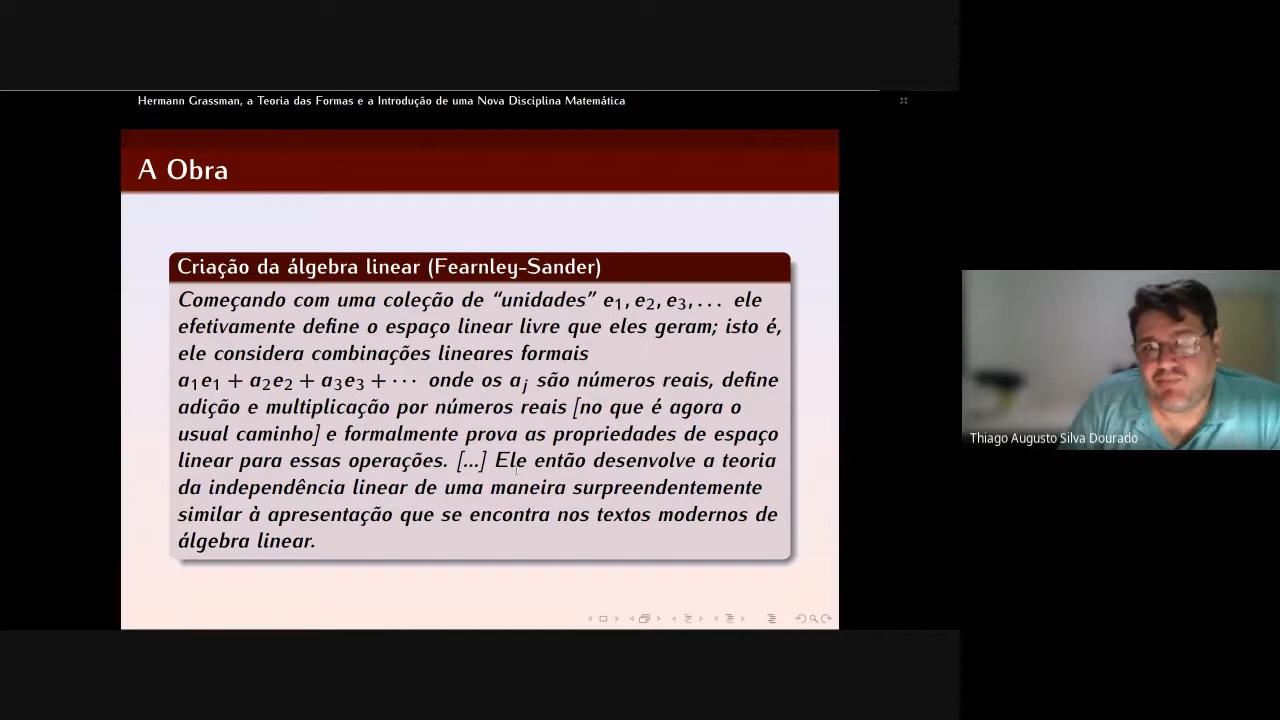 Hermann Grassman, a Teoria das Formas e a Introdução de uma Nova Disciplina Matemática
A Obra
Criação da álgebra linear (Fearnley-Sander)
Começando com uma coleção de “unidades” e₁, e₂, e₃, . . . ele
efetivamente define o espaço linear livre que eles geram; isto é,
ele considera combinações lineares formais
a₁e₁ + a₂e₂ + a₃e₃ + · · · onde os aⱼ são números reais, define
adição e multiplicação por números reais [no que é agora o
usual caminho] e formalmente prova as propriedades de espaço
linear para essas operações. [...] Ele então desenvolve a teoria
da independência linear de uma maneira surpreendentemente
similar à apresentação que se encontra nos textos modernos de
álgebra linear.
Thiago Augusto Silva Dourado